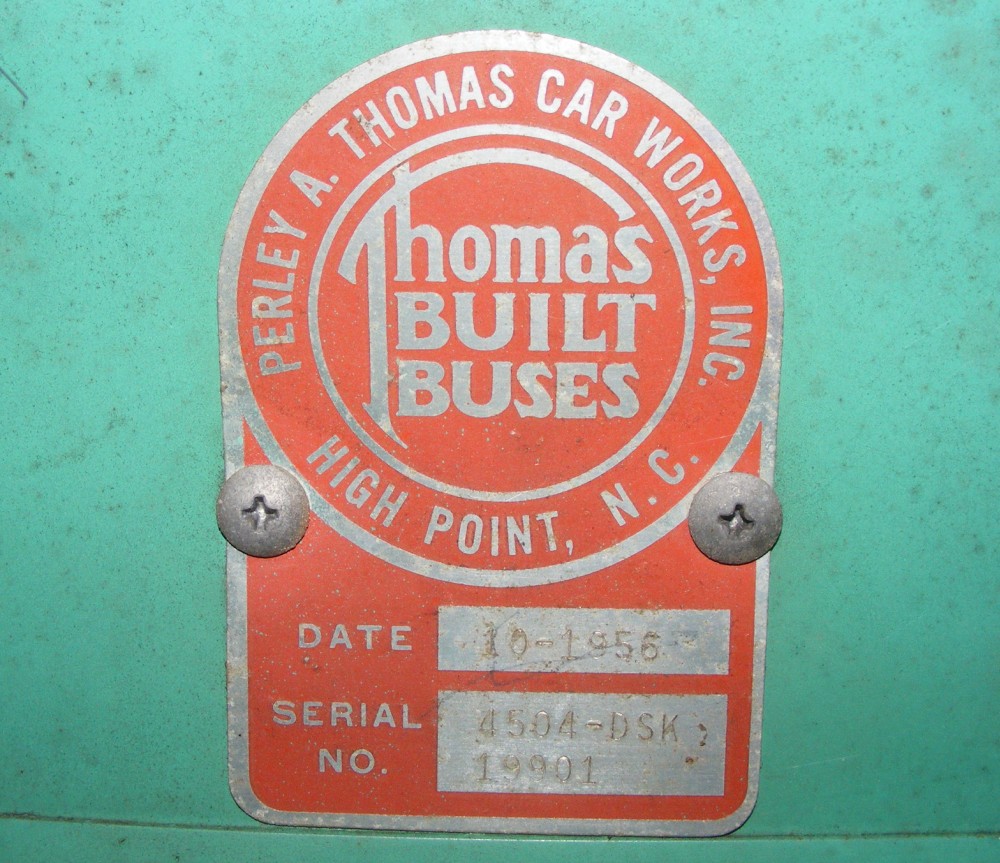 PERLEY A. THOMAS CAR WORKS, INC.
Thomas
BUILT
BUSES
HIGH POINT, N. C.
DATE 10-1956
SERIAL NO. 4504-DSK
19901